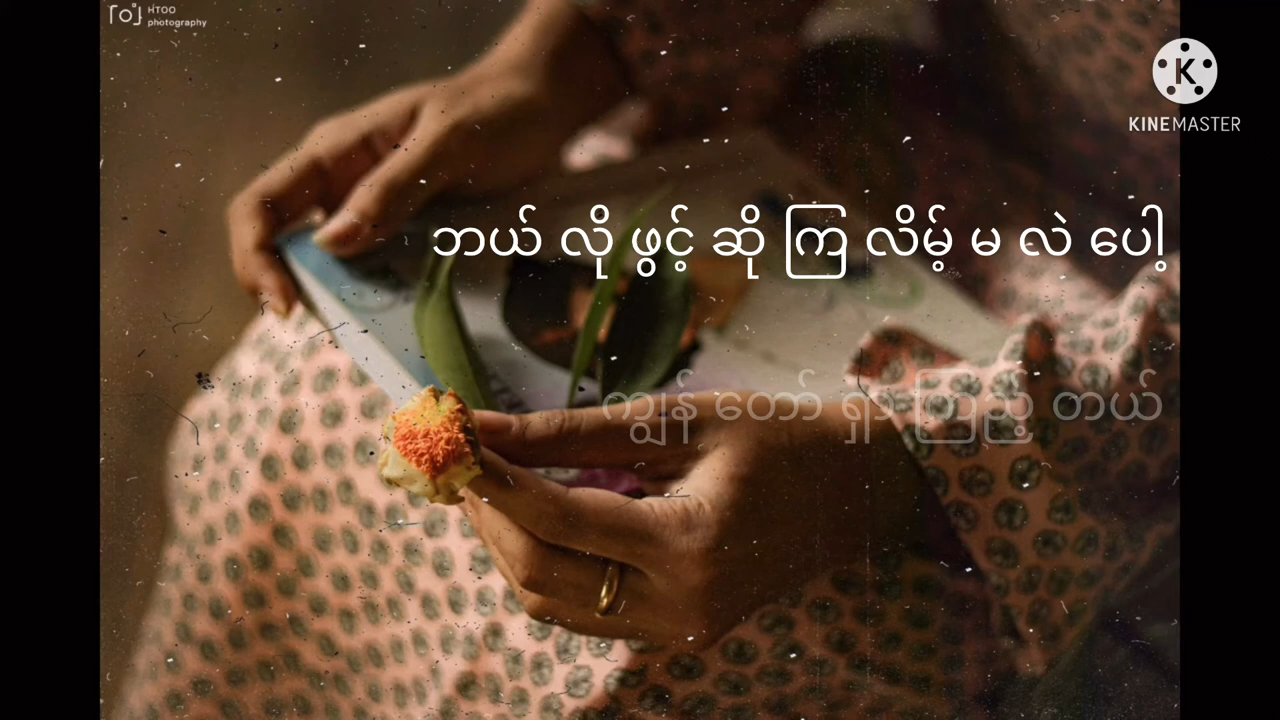 HTOO
photography
K
KINEMASTER
ဘယ် လို ဖွင့် ဆို ကြ လိမ့် မ လဲ ပေါ့
ကျွန် တော် ရှာ ကြည့် တယ်